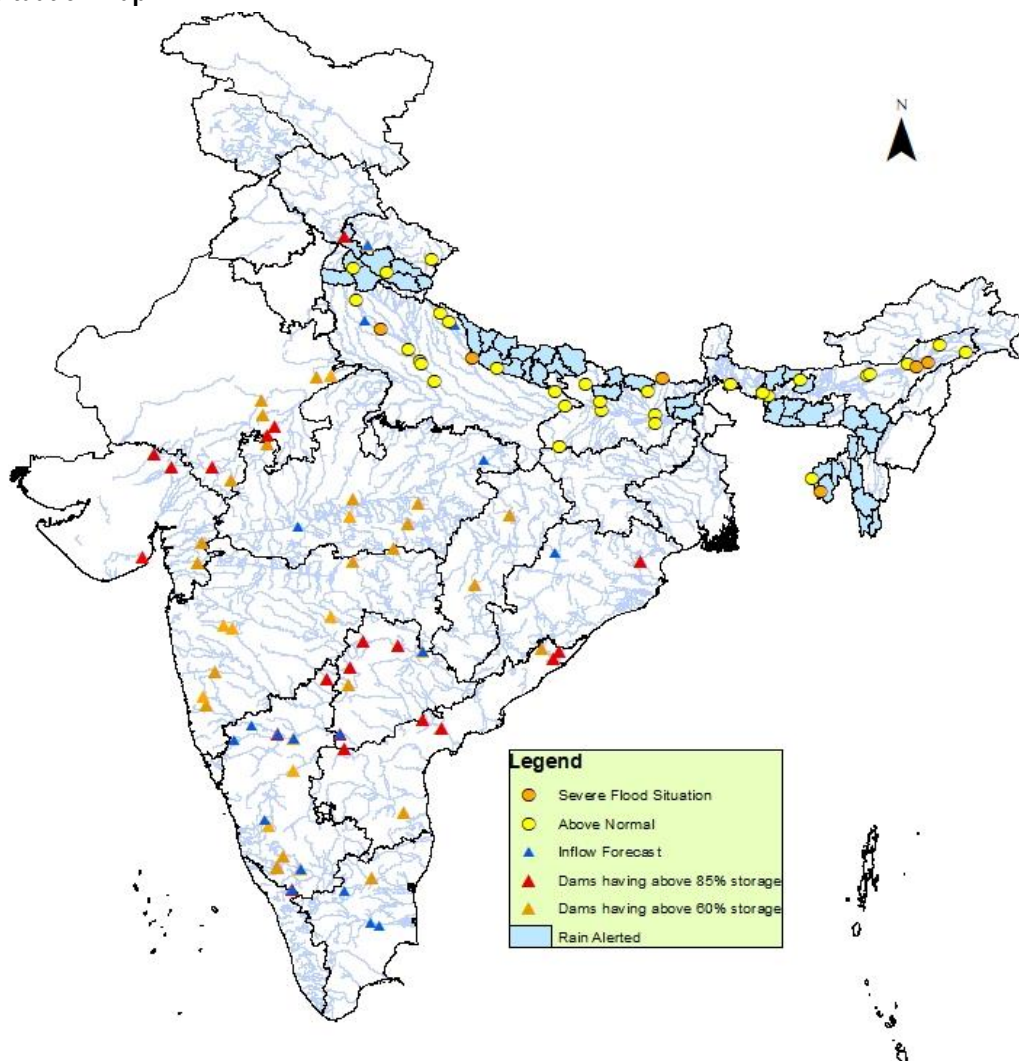 N
Legend
Severe Flood Situation
Above Normal
Inflow Forecast
Dams having above 85% storage
Dams having above 60% storage
Rain Alerted